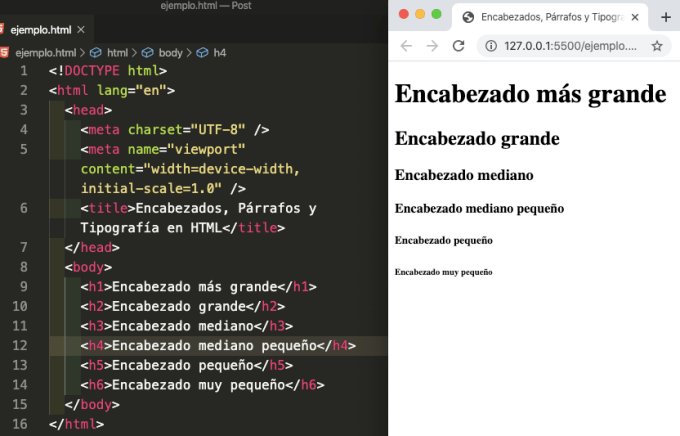 ejemplo.html — Post
ejemplo.html ×
ejemplo.html > html > body > h4
1 <!DOCTYPE html>
2 <html lang="en">
3 <head>
4 <meta charset="UTF-8" />
5 <meta name="viewport"
content="width=device-width,
initial-scale=1.0" />
6 <title>Encabezados, Párrafos y
Tipografía en HTML</title>
7 </head>
8 <body>
9 <h1>Encabezado más grande</h1>
10 <h2>Encabezado grande</h2>
11 <h3>Encabezado mediano</h3>
12 <h4>Encabezado mediano pequeño</h4>
13 <h5>Encabezado pequeño</h5>
14 <h6>Encabezado muy pequeño</h6>
15 </body>
16 </html>
Encabezados, Párrafos y Tipogra
127.0.0.1:5500/ejemplo....
Encabezado más grande
Encabezado grande
Encabezado mediano
Encabezado mediano pequeño
Encabezado pequeño
Encabezado muy pequeño